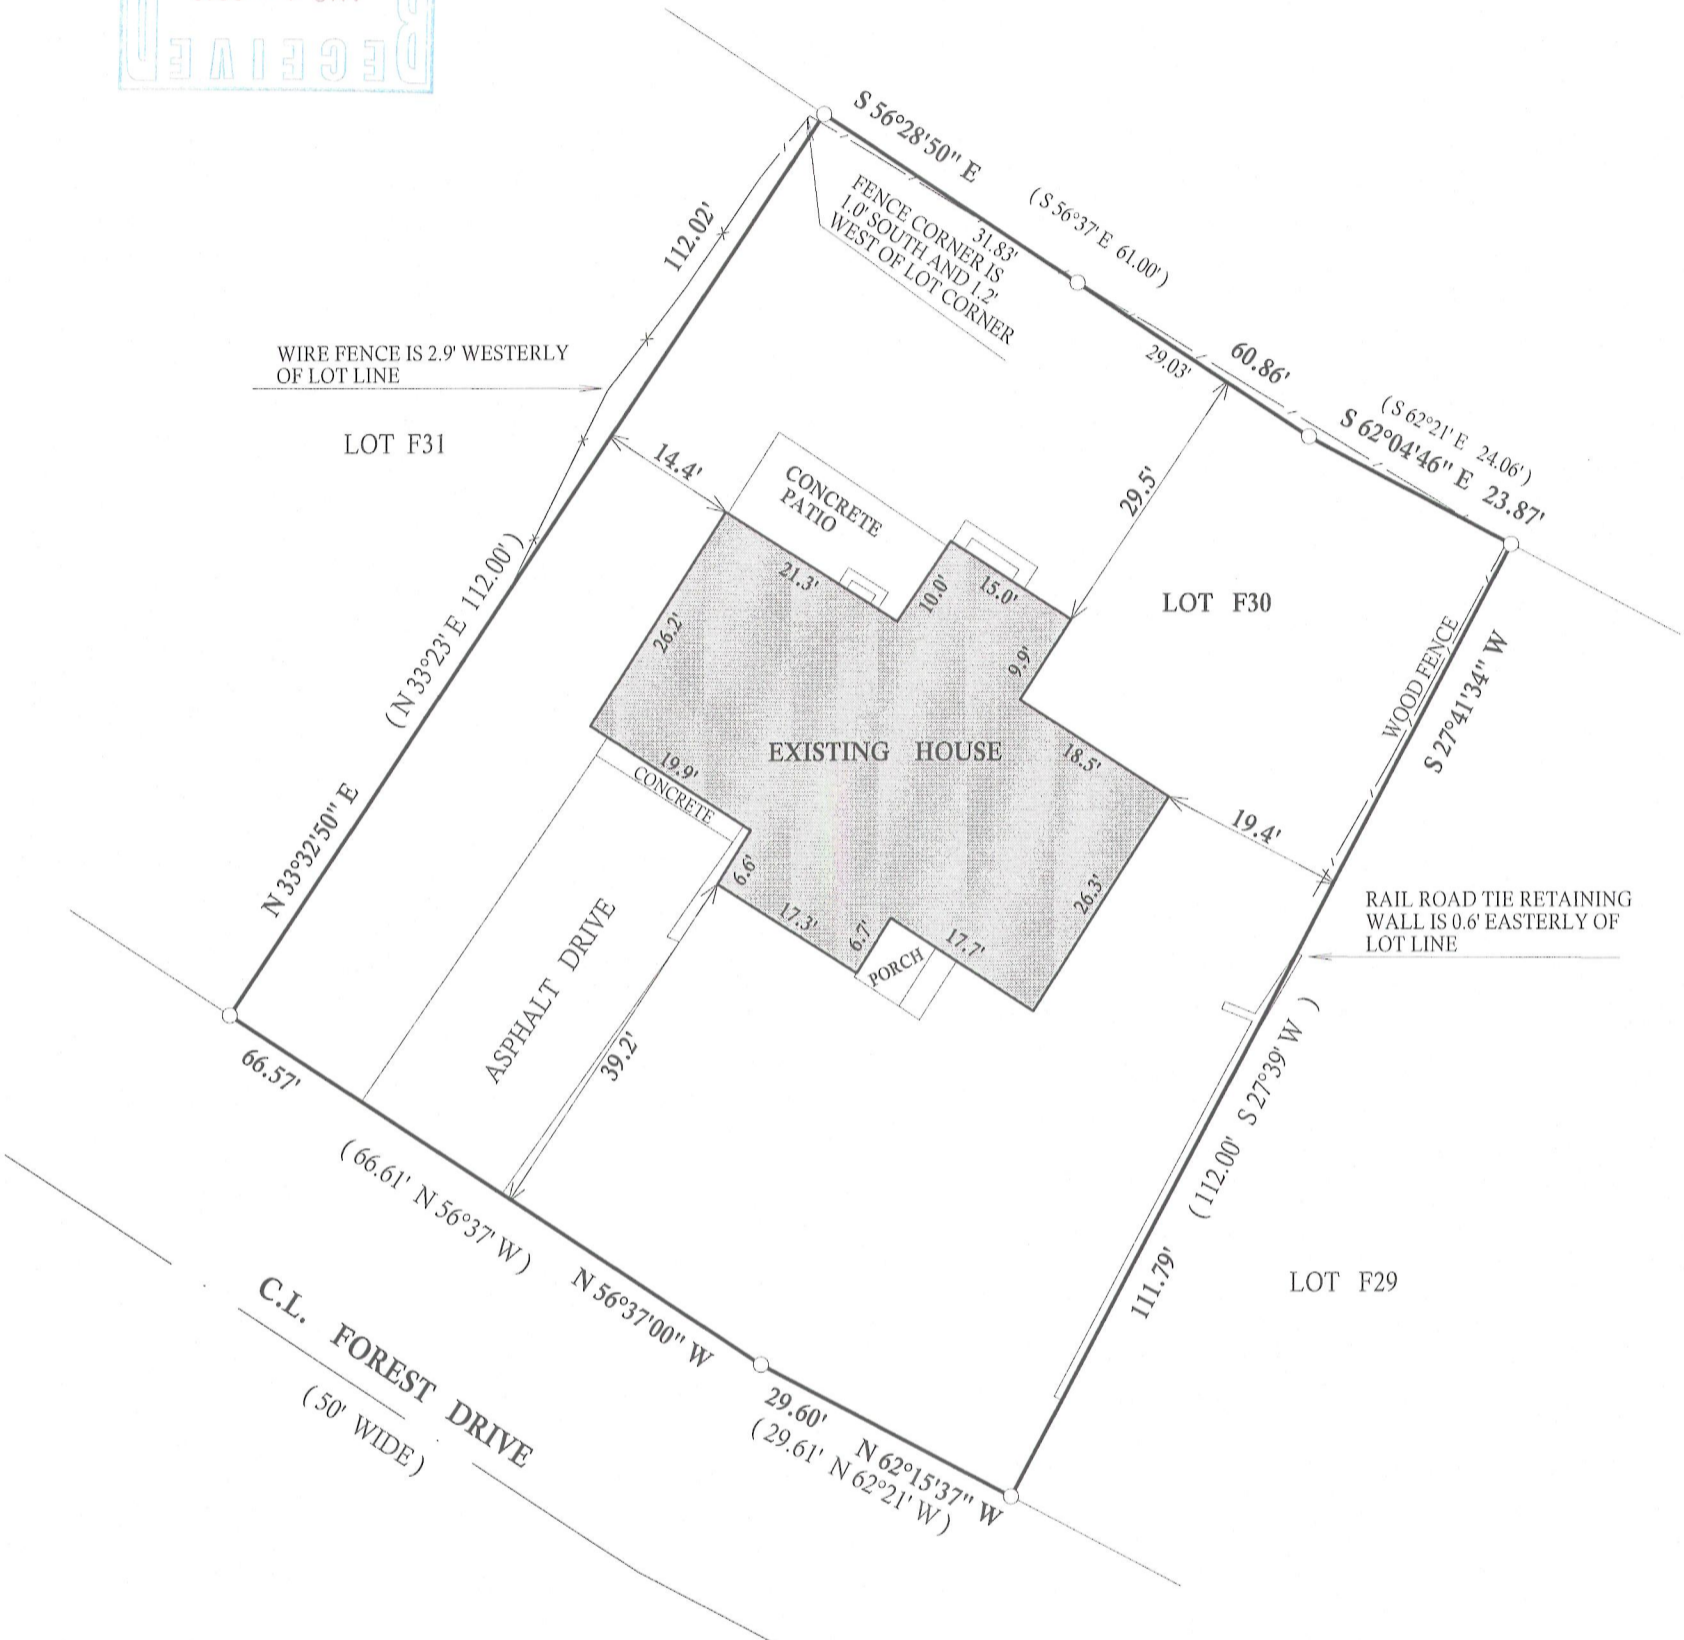 RECEIVED
S 56°28'50" E
( S 56°37' E 61.00' )
FENCE CORNER IS
1.0' SOUTH AND 1.2'
WEST OF LOT CORNER
31.83'
112.02'
WIRE FENCE IS 2.9' WESTERLY
OF LOT LINE
LOT F31
29.03'
60.86'
( S 62°21' E 24.06' )
S 62°04'46" E 23.87'
14.4'
CONCRETE
PATIO
29.5'
21.3'
10.0'
15.0'
LOT F30
( N 33°23' E 112.00' )
26.2'
9.9'
WOOD FENCE
S 27°41'34" W
EXISTING HOUSE
19.9'
CONCRETE
18.5'
19.4'
N 33°32'50" E
6.6'
26.3'
17.3'
6.7'
17.7'
PORCH
RAIL ROAD TIE RETAINING
WALL IS 0.6' EASTERLY OF
LOT LINE
ASPHALT DRIVE
39.2'
66.57'
( 112.00' S 27°39' W )
( 66.61' N 56°37' W )
111.79'
LOT F29
N 56°37'00" W
C.L. FOREST DRIVE
( 50' WIDE )
29.60'
N 62°15'37" W
( 29.61' N 62°21' W )